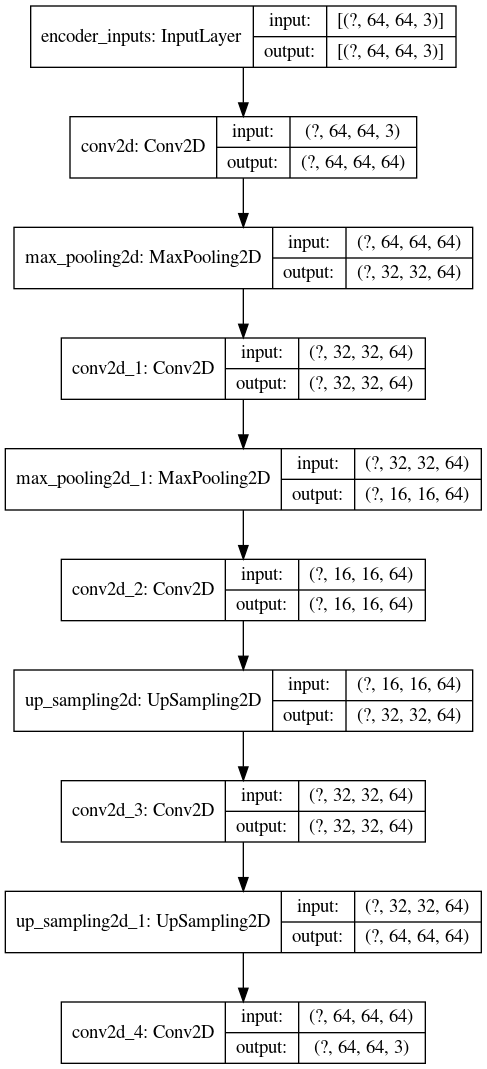 encoder_inputs: InputLayer
input: [(?, 64, 64, 3)]
output: [(?, 64, 64, 3)]
conv2d: Conv2D
input: (?, 64, 64, 3)
output: (?, 64, 64, 64)
max_pooling2d: MaxPooling2D
input: (?, 64, 64, 64)
output: (?, 32, 32, 64)
conv2d_1: Conv2D
input: (?, 32, 32, 64)
output: (?, 32, 32, 64)
max_pooling2d_1: MaxPooling2D
input: (?, 32, 32, 64)
output: (?, 16, 16, 64)
conv2d_2: Conv2D
input: (?, 16, 16, 64)
output: (?, 16, 16, 64)
up_sampling2d: UpSampling2D
input: (?, 16, 16, 64)
output: (?, 32, 32, 64)
conv2d_3: Conv2D
input: (?, 32, 32, 64)
output: (?, 32, 32, 64)
up_sampling2d_1: UpSampling2D
input: (?, 32, 32, 64)
output: (?, 64, 64, 64)
conv2d_4: Conv2D
input: (?, 64, 64, 64)
output: (?, 64, 64, 3)